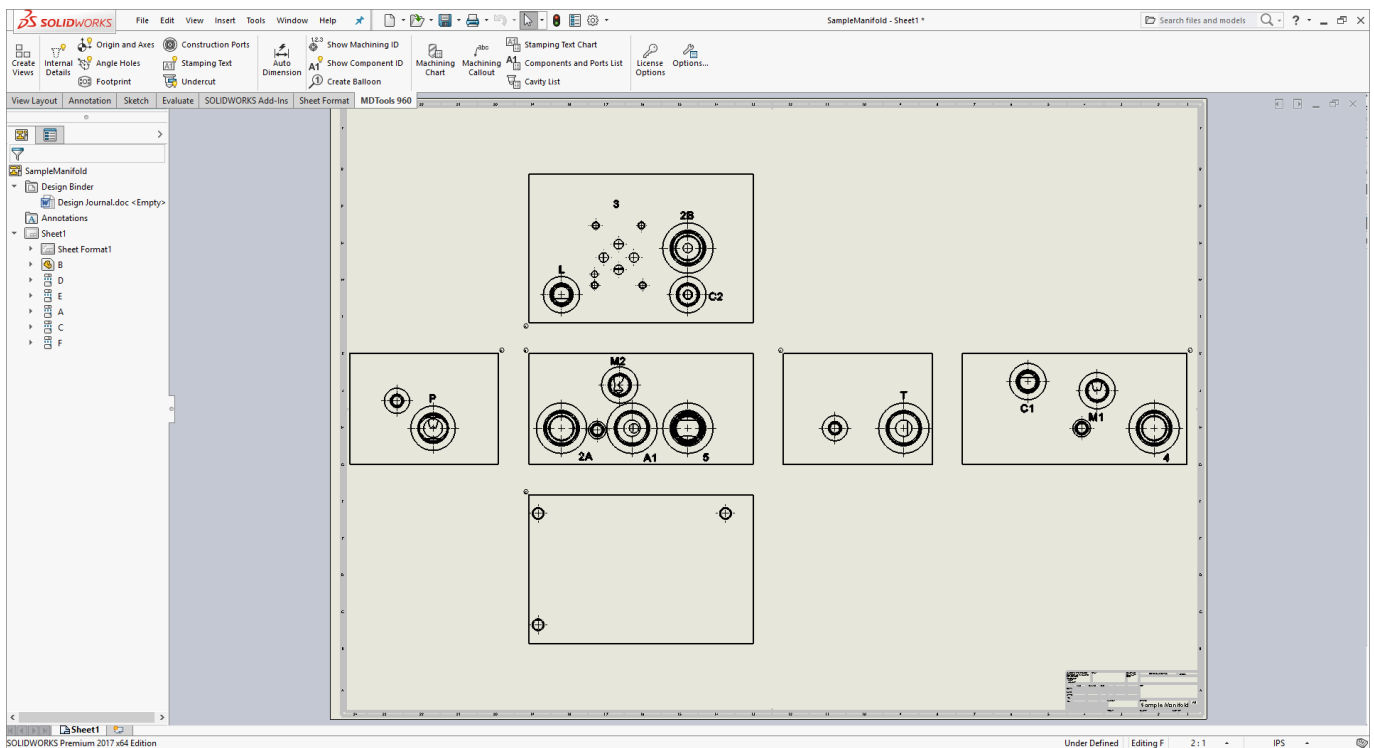 SOLIDWORKS File Edit View Insert Tools Window Help SampleManifold - Sheet1 * Search files and models ?
Create Views
Internal Details
Origin and Axes
Angle Holes
Footprint
Construction Ports
Stamping Text
Undercut
Auto Dimension
Show Machining ID
Show Component ID
Create Balloon
Machining Chart
Machining Callout
Stamping Text Chart
Components and Ports List
Cavity List
License Options
Options...
View Layout Annotation Sketch Evaluate SOLIDWORKS Add-Ins Sheet Format MDTools 960
SampleManifold
Design Binder
Design Journal.doc <Empty>
Annotations
Sheet1
Sheet Format1
B
D
E
A
C
F
3
2B
L
C2
M2
P
T
C1
M1
2A
A1
5
4
Sample Manifold
Sheet1
SOLIDWORKS Premium 2017 x64 Edition Under Defined Editing F 2 : 1 IPS